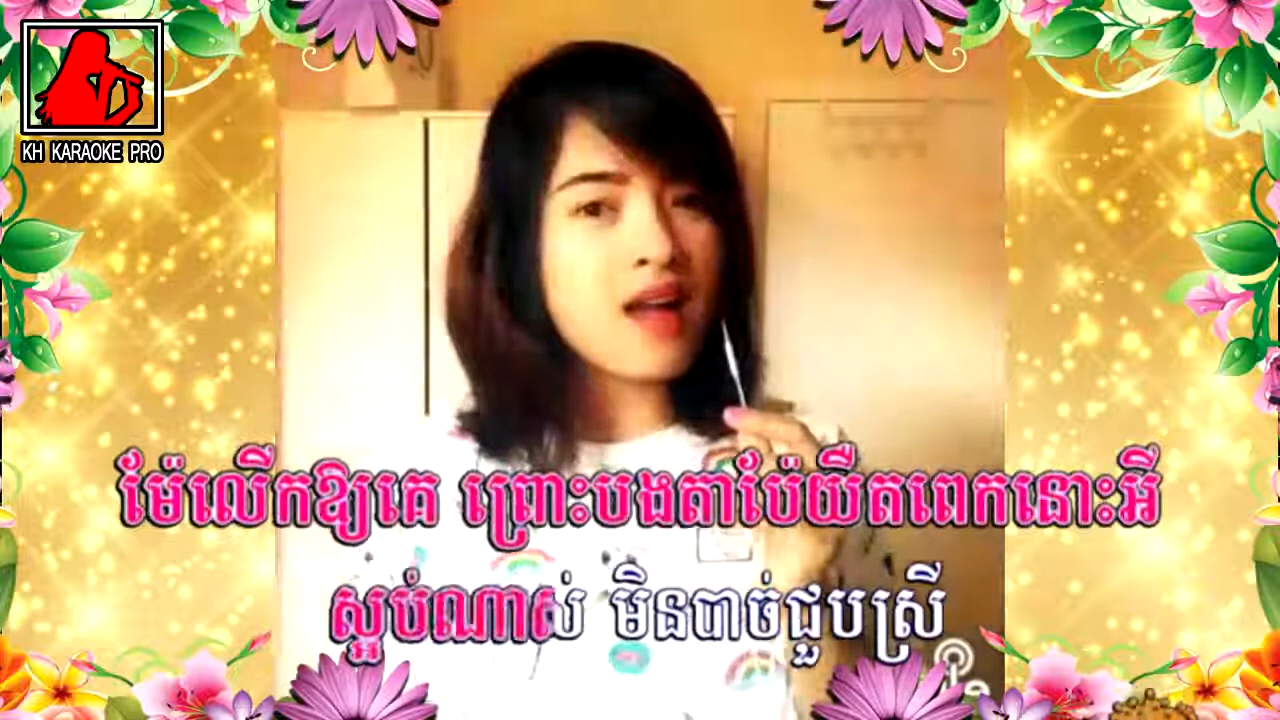 KH KARAOKE PRO
ម៉ែលើកឱ្យគេ ព្រោះបងតាប៉ែយឺតពេកនោះអី
ស្អប់ណាស់ មិនបាច់ជួបស្រី